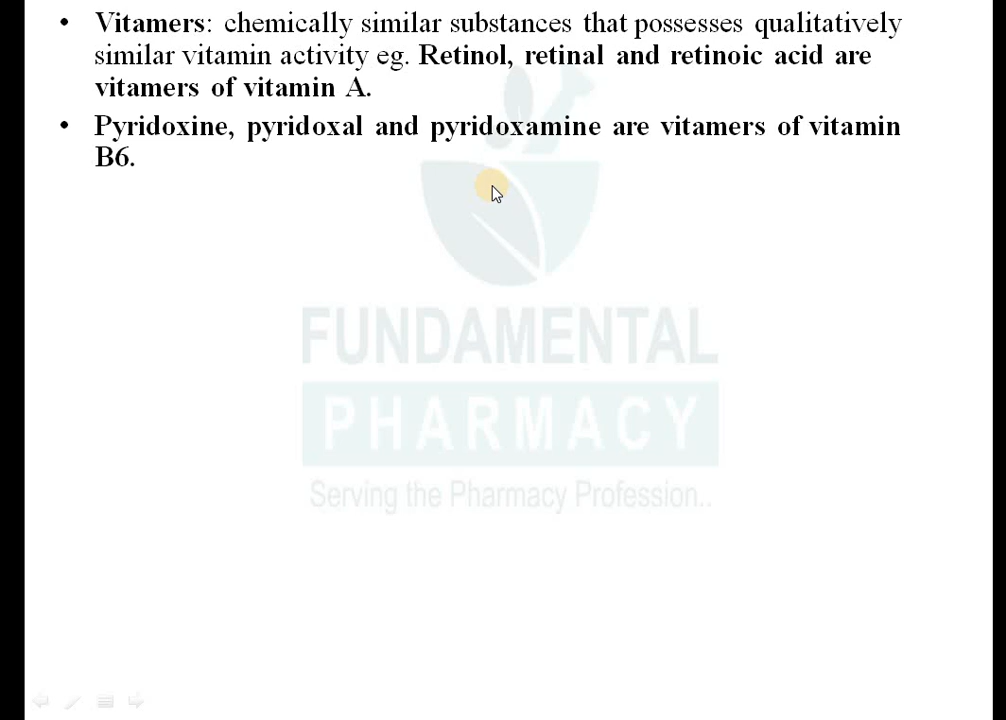 • Vitamers: chemically similar substances that possesses qualitatively
similar vitamin activity eg. Retinol, retinal and retinoic acid are
vitamers of vitamin A.
• Pyridoxine, pyridoxal and pyridoxamine are vitamers of vitamin
B6.
FUNDAMENTAL
PHARMACY
Serving the Pharmacy Profession..